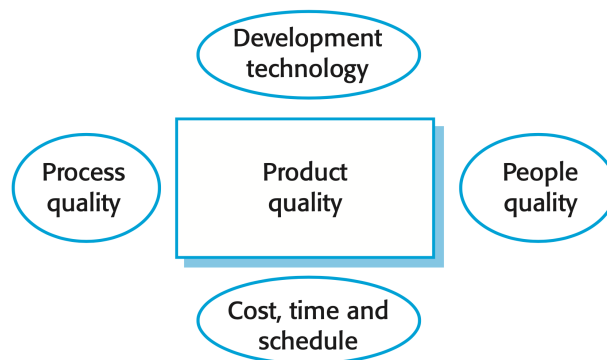 Development
technology
Process
quality
Product
quality
People
quality
Cost, time and
schedule